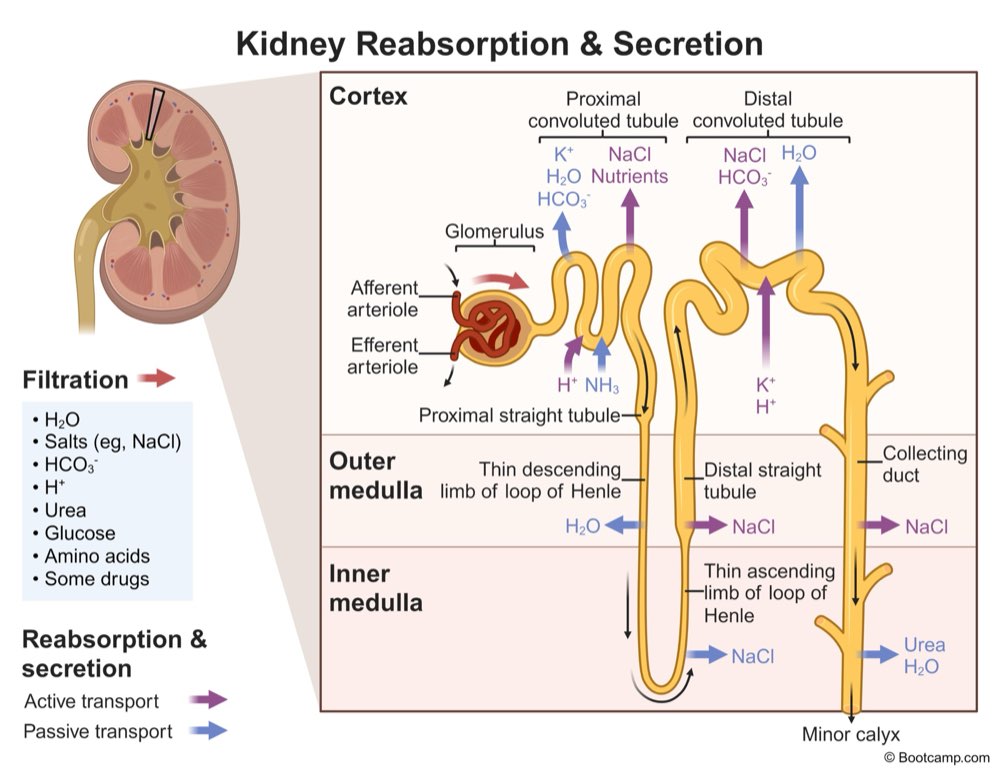 Kidney Reabsorption & Secretion
Cortex
Proximal
convoluted tubule
Distal
convoluted tubule
K⁺
H₂O
HCO₃⁻
NaCl
Nutrients
NaCl
HCO₃⁻
H₂O
Glomerulus
Afferent
arteriole
Efferent
arteriole
H⁺ NH₃
K⁺
H⁺
Proximal straight tubule
Outer
medulla
Thin descending
limb of loop of Henle
Distal straight
tubule
Collecting
duct
H₂O
NaCl
NaCl
Inner
medulla
Thin ascending
limb of loop of
Henle
NaCl
Urea
H₂O
Minor calyx
Filtration
• H₂O
• Salts (eg, NaCl)
• HCO₃⁻
• H⁺
• Urea
• Glucose
• Amino acids
• Some drugs
Reabsorption &
secretion
Active transport
Passive transport
© Bootcamp.com